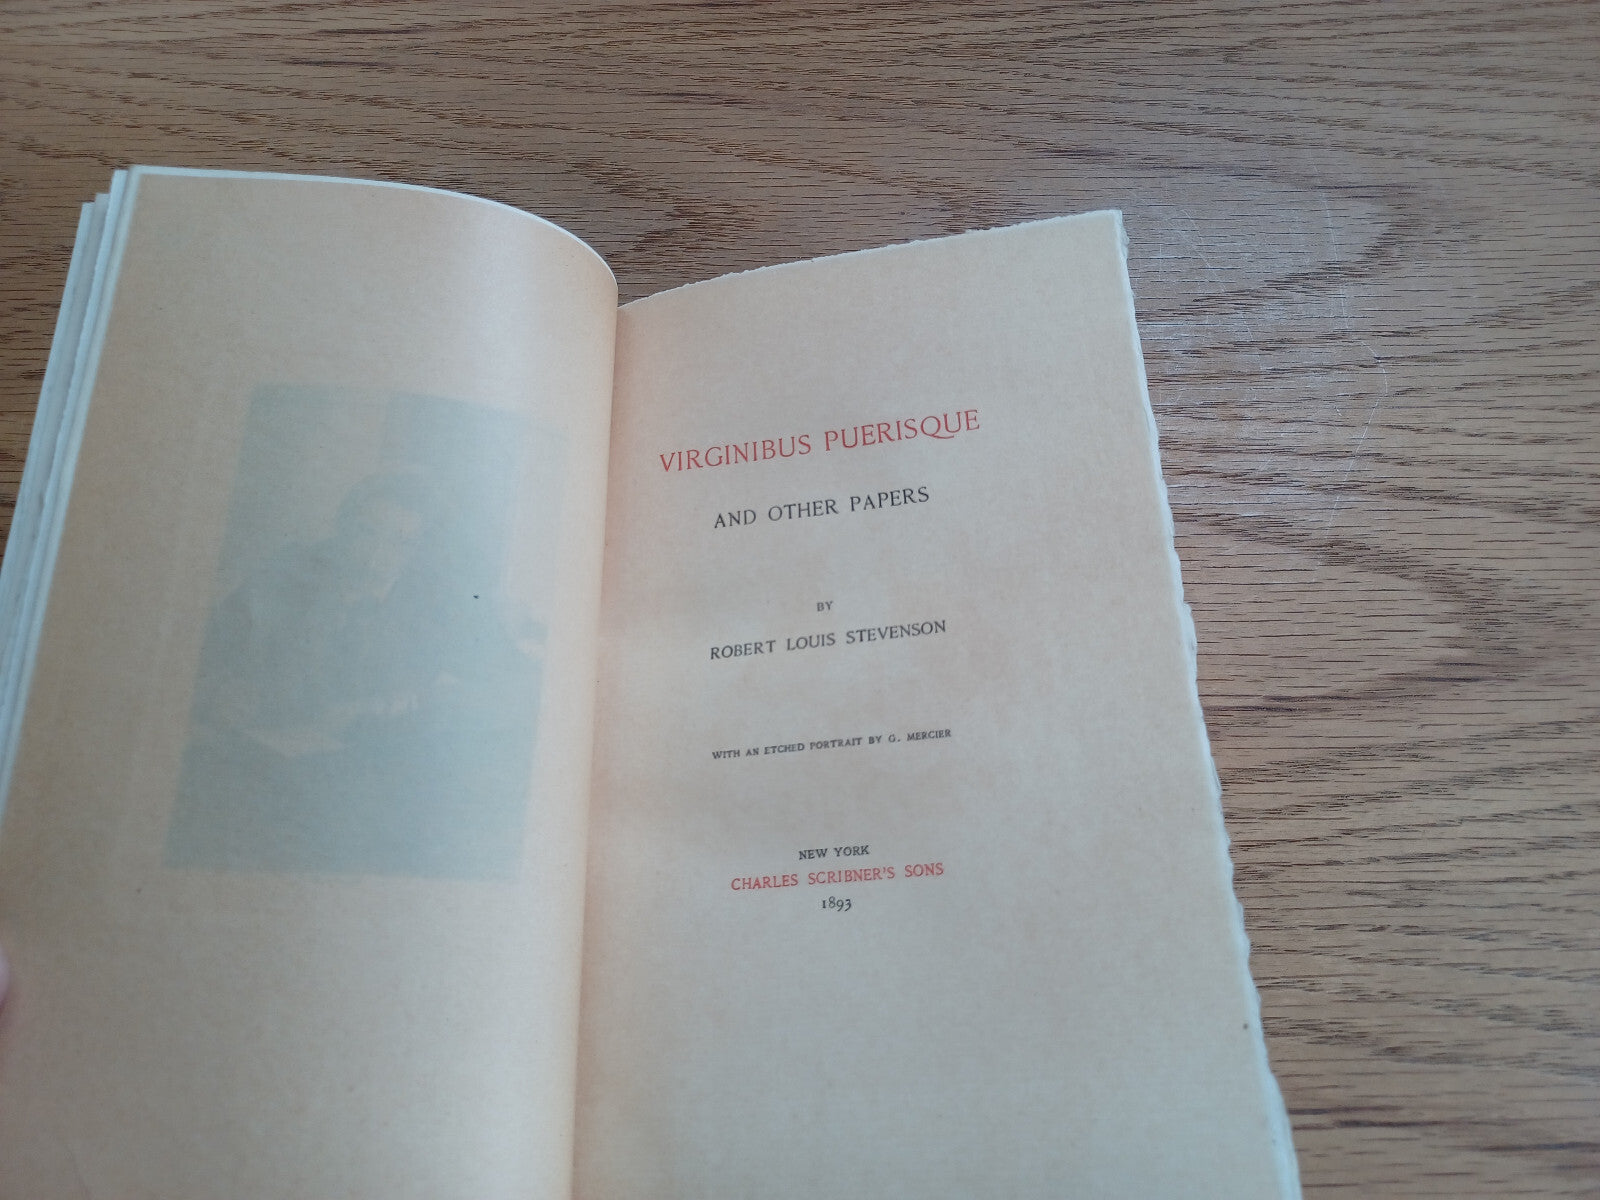 VIRGINIBUS PUERISQUE
AND OTHER PAPERS
BY
ROBERT LOUIS STEVENSON
WITH AN ETCHED PORTRAIT BY G. MERCIER
NEW YORK
CHARLES SCRIBNER'S SONS
1893